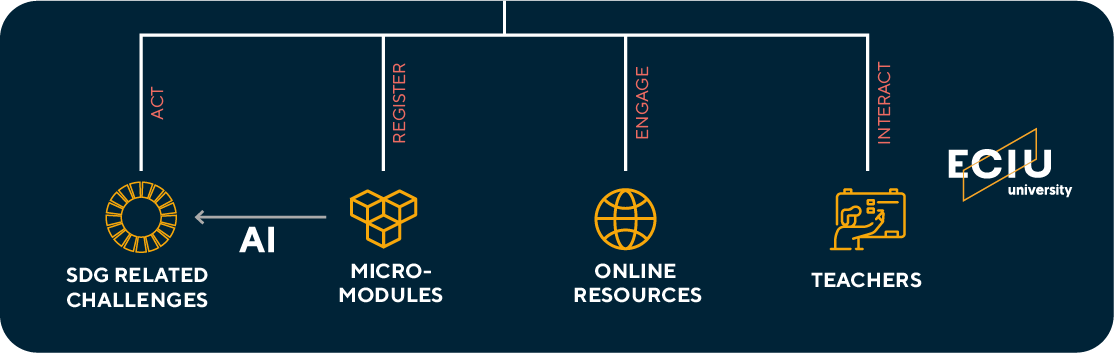 ACT
REGISTER
ENGAGE
INTERACT
ECIU
university
AI
SDG RELATED
CHALLENGES
MICRO-
MODULES
ONLINE
RESOURCES
TEACHERS